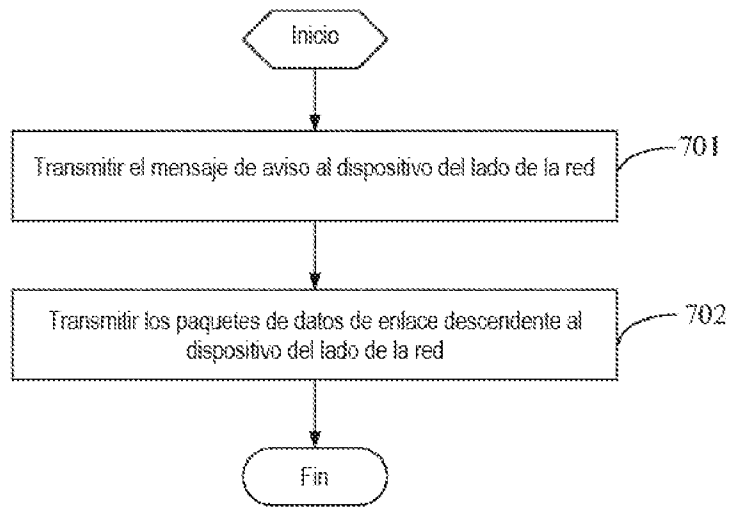 Inicio
Transmitir el mensaje de aviso al dispositivo del lado de la red
701
Transmitir los paquetes de datos de enlace descendente al
dispositivo del lado de la red
702
Fin